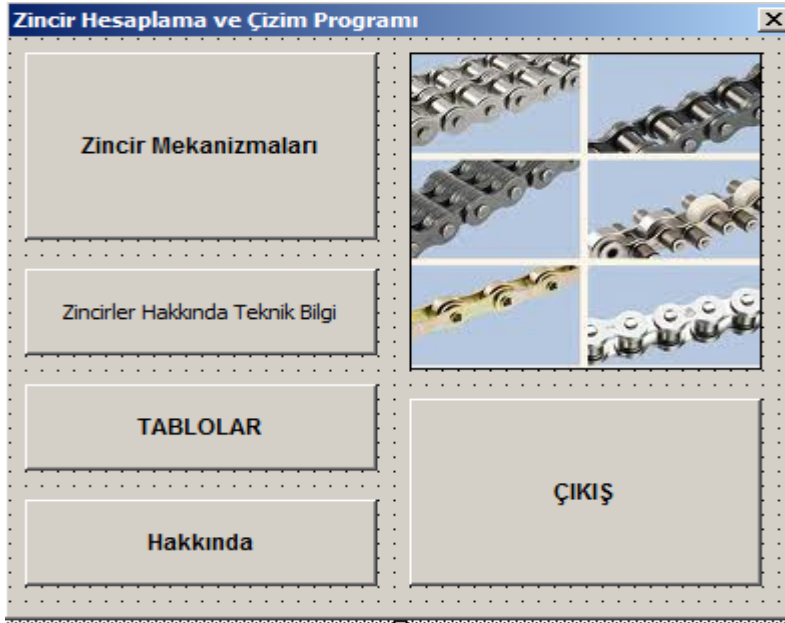 Zincir Hesaplama ve Çizim Programı
Zincir Mekanizmaları
Zincirler Hakkında Teknik Bilgi
TABLOLAR
Hakkında
ÇIKIŞ